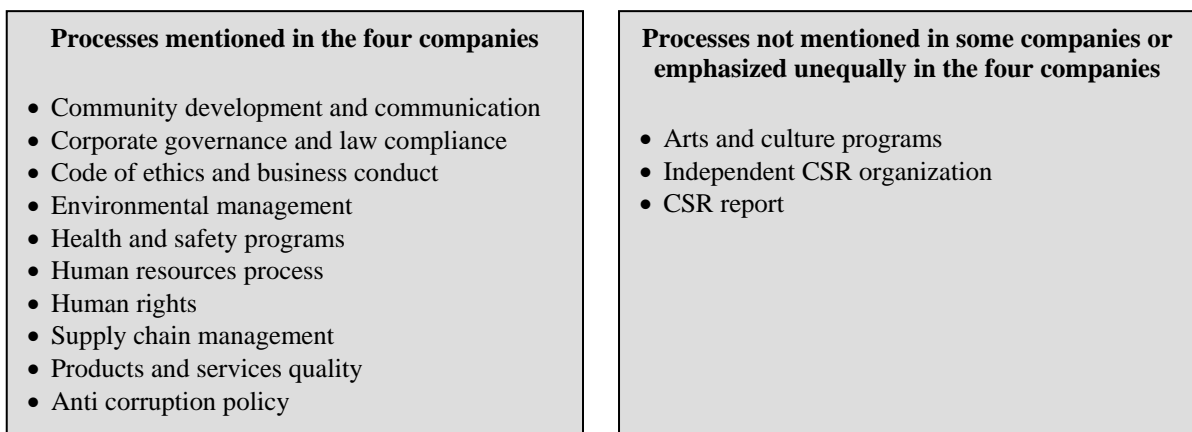 Processes mentioned in the four companies
• Community development and communication
• Corporate governance and law compliance
• Code of ethics and business conduct
• Environmental management
• Health and safety programs
• Human resources process
• Human rights
• Supply chain management
• Products and services quality
• Anti corruption policy
Processes not mentioned in some companies or
emphasized unequally in the four companies
• Arts and culture programs
• Independent CSR organization
• CSR report